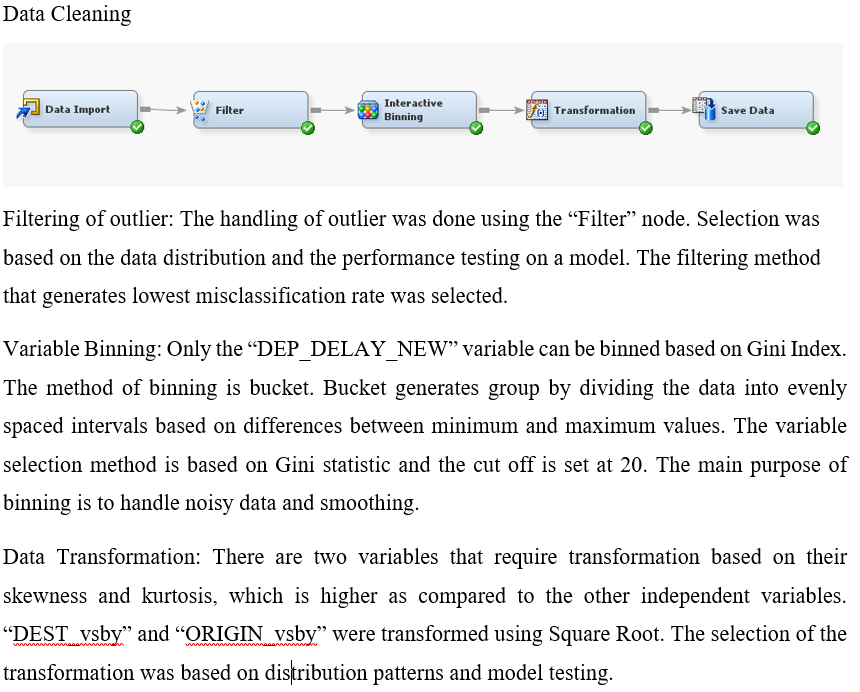 Data Cleaning
Data Import
Filter
Interactive
Binning
Transformation
Save Data
Filtering of outlier: The handling of outlier was done using the “Filter” node. Selection was
based on the data distribution and the performance testing on a model. The filtering method
that generates lowest misclassification rate was selected.
Variable Binning: Only the “DEP_DELAY_NEW” variable can be binned based on Gini Index.
The method of binning is bucket. Bucket generates group by dividing the data into evenly
spaced intervals based on differences between minimum and maximum values. The variable
selection method is based on Gini statistic and the cut off is set at 20. The main purpose of
binning is to handle noisy data and smoothing.
Data Transformation: There are two variables that require transformation based on their
skewness and kurtosis, which is higher as compared to the other independent variables.
“DEST_vsby” and “ORIGIN_vsby” were transformed using Square Root. The selection of the
transformation was based on distribution patterns and model testing.